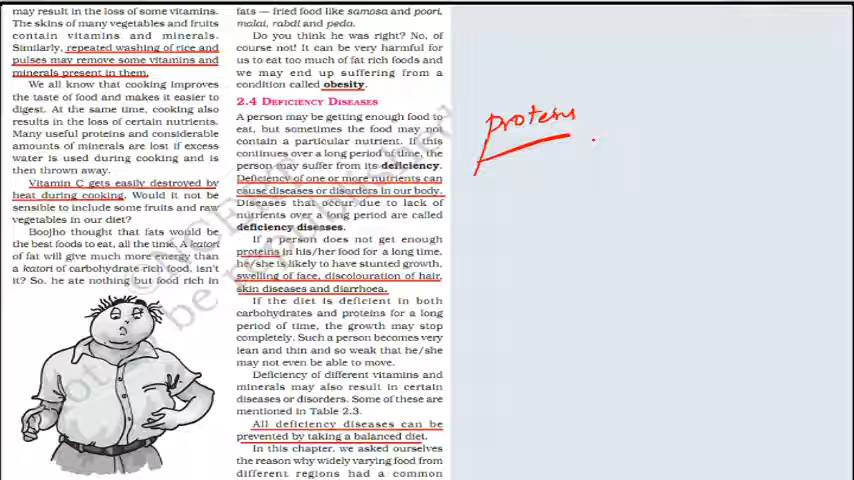 may result in the loss of some vitamins.
The skins of many vegetables and fruits
contain vitamins and minerals.
Similarly, repeated washing of rice and
pulses may remove some vitamins and
minerals present in them.
We all know that cooking improves
the taste of food and makes it easier to
digest. At the same time, cooking also
results in the loss of certain nutrients.
Many useful proteins and considerable
amounts of minerals are lost if excess
water is used during cooking and is
then thrown away.
Vitamin C gets easily destroyed by
heat during cooking. Would it not be
sensible to include some fruits and raw
vegetables in our diet?
Boojho thought that fats would be
the best foods to eat, all the time. A katori
of fat will give much more energy than
a katori of carbohydrate rich food, isn't
it? So, he ate nothing but food rich in
fats — fried food like samosa and poori,
malai, rabdi and peda.
Do you think he was right? No, of
course not! It can be very harmful for
us to eat too much of fat rich foods and
we may end up suffering from a
condition called obesity.
2.4 DEFICIENCY DISEASES
A person may be getting enough food to
eat, but sometimes the food may not
contain a particular nutrient. If this
continues over a long period of time, the
person may suffer from its deficiency.
Deficiency of one or more nutrients can
cause diseases or disorders in our body.
Diseases that occur due to lack of
nutrients over a long period are called
deficiency diseases.
If a person does not get enough
proteins in his/her food for a long time,
he/she is likely to have stunted growth,
swelling of face, discolouration of hair,
skin diseases and diarrhoea.
If the diet is deficient in both
carbohydrates and proteins for a long
period of time, the growth may stop
completely. Such a person becomes very
lean and thin and so weak that he/she
may not even be able to move.
Deficiency of different vitamins and
minerals may also result in certain
diseases or disorders. Some of these are
mentioned in Table 2.3.
All deficiency diseases can be
prevented by taking a balanced diet.
In this chapter, we asked ourselves
the reason why widely varying food from
different regions had a common
proteins